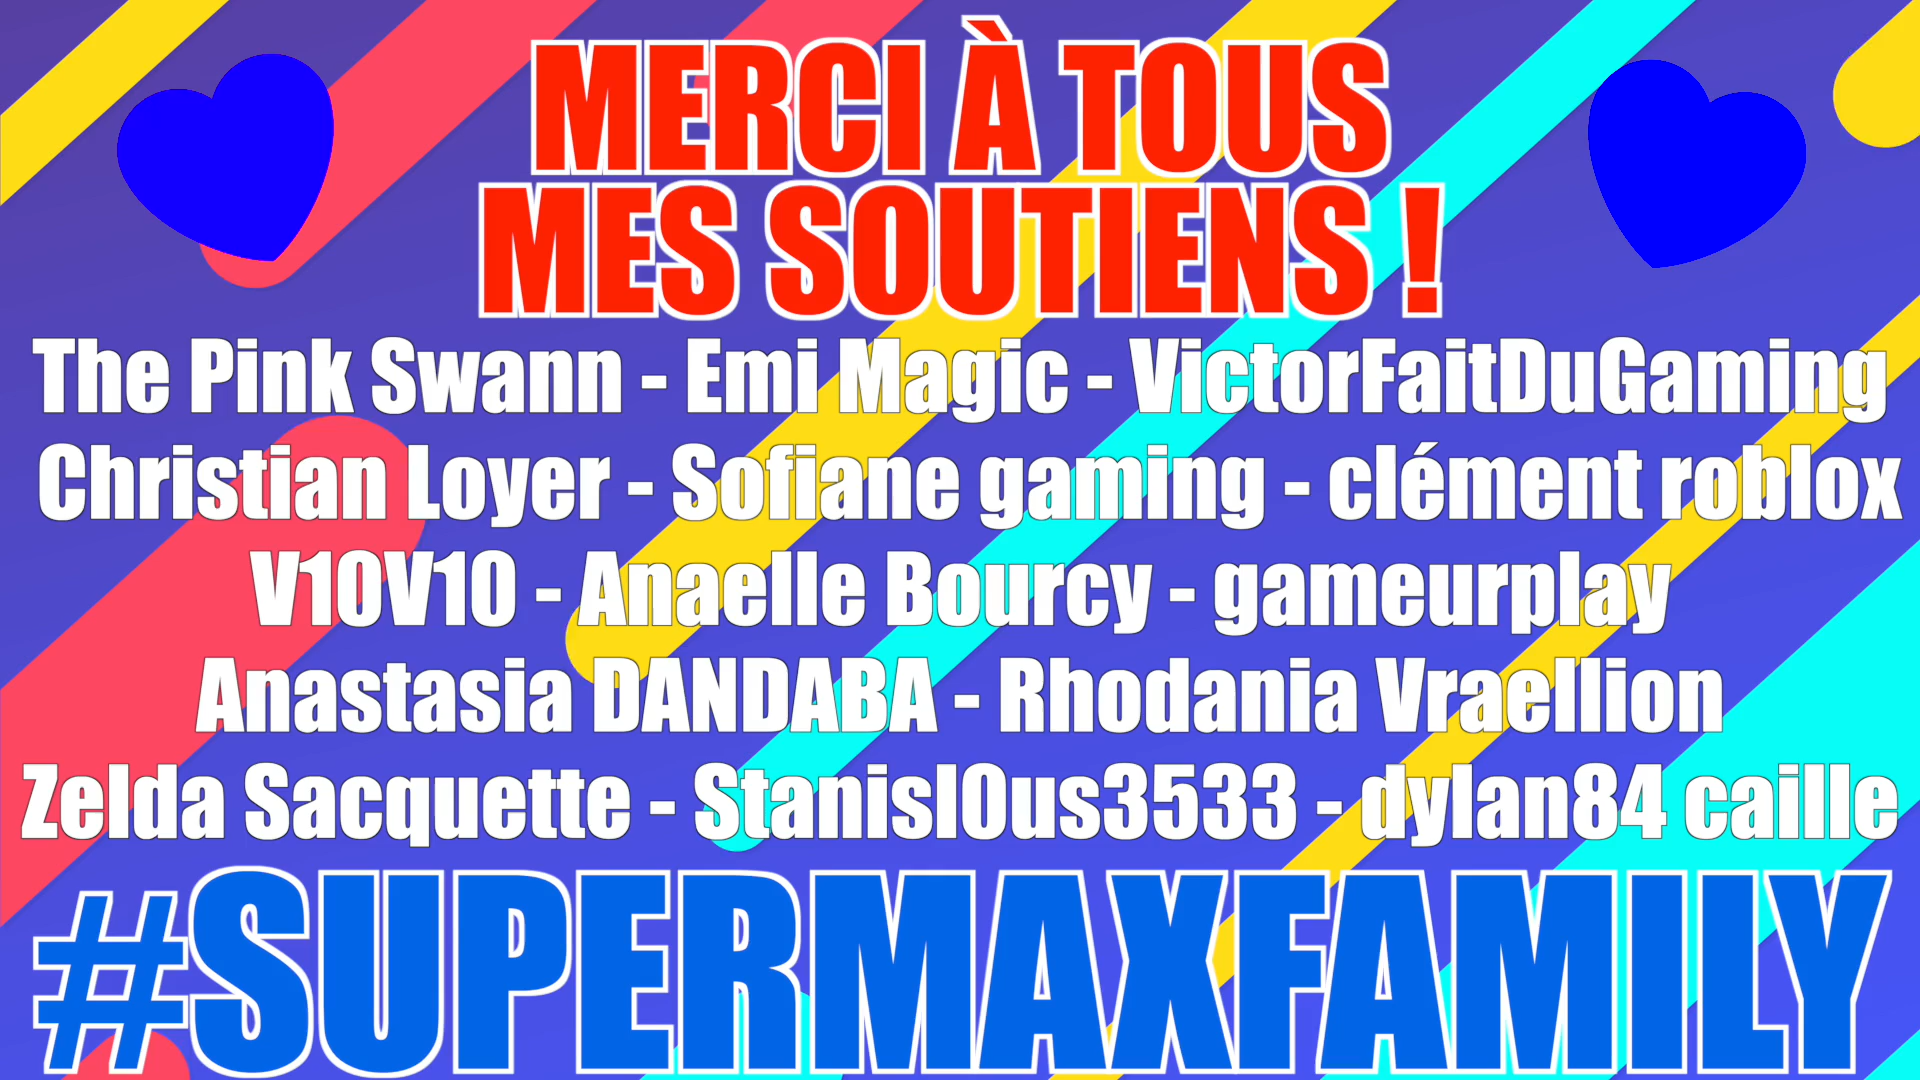 MERCI À TOUS
MES SOUTIENS !
The Pink Swann - Emi Magic - VictorFaitDuGaming
Christian Loyer - Sofiane gaming - clément roblox
V10V10 - Anaelle Bourcy - gameurplay
Anastasia DANDABA - Rhodania Vraellion
Zelda Sacquette - Stanisl0us3533 - dylan84 caille
#SUPERMAXFAMILY